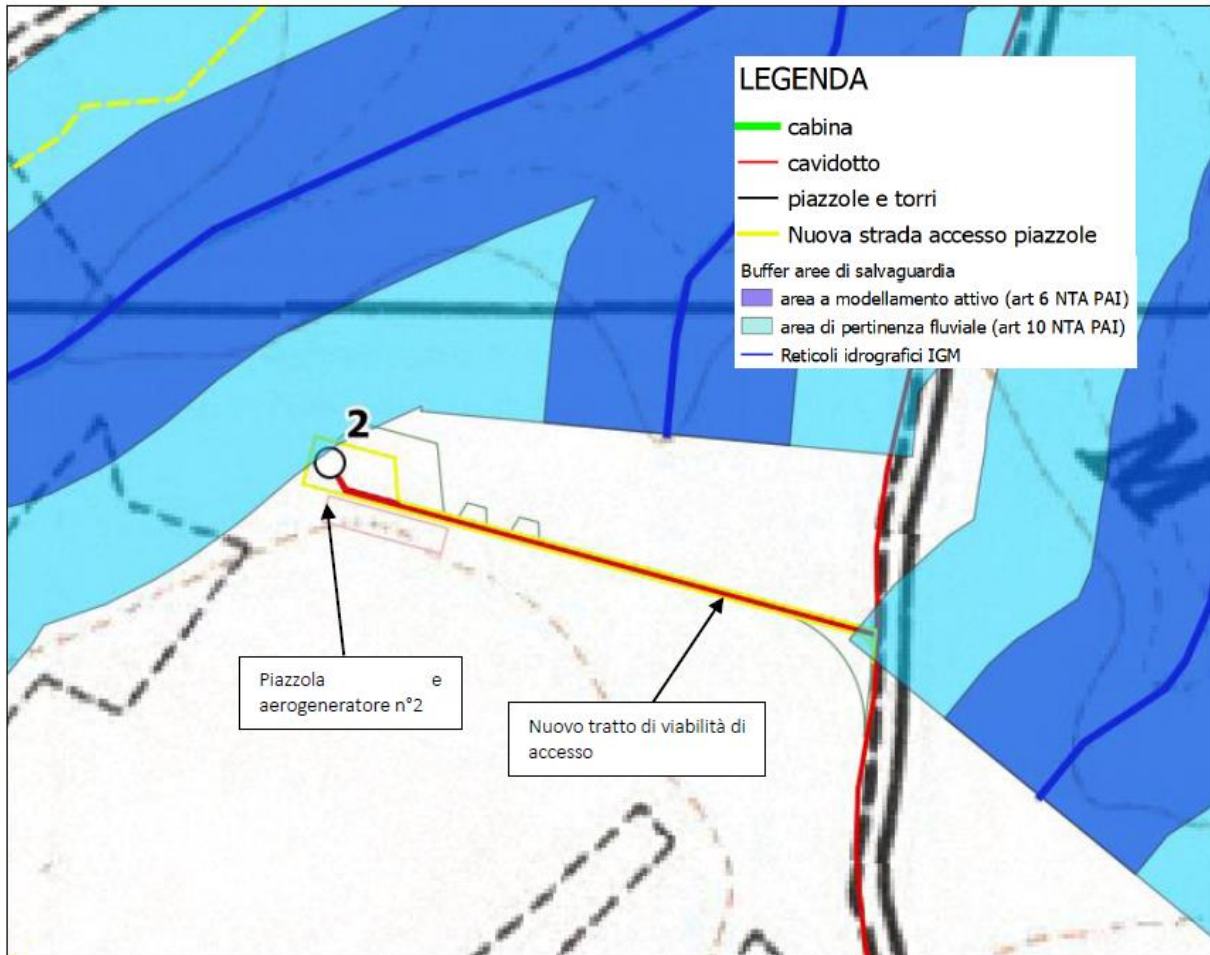 LEGENDA
cabina
cavidotto
piazzole e torri
Nuova strada accesso piazzole
Buffer aree di salvaguardia
area a modellamento attivo (art 6 NTA PAI)
area di pertinenza fluviale (art 10 NTA PAI)
Reticoli idrografici IGM
2
M
Piazzola e
aerogeneratore n°2
Nuovo tratto di viabilità di
accesso